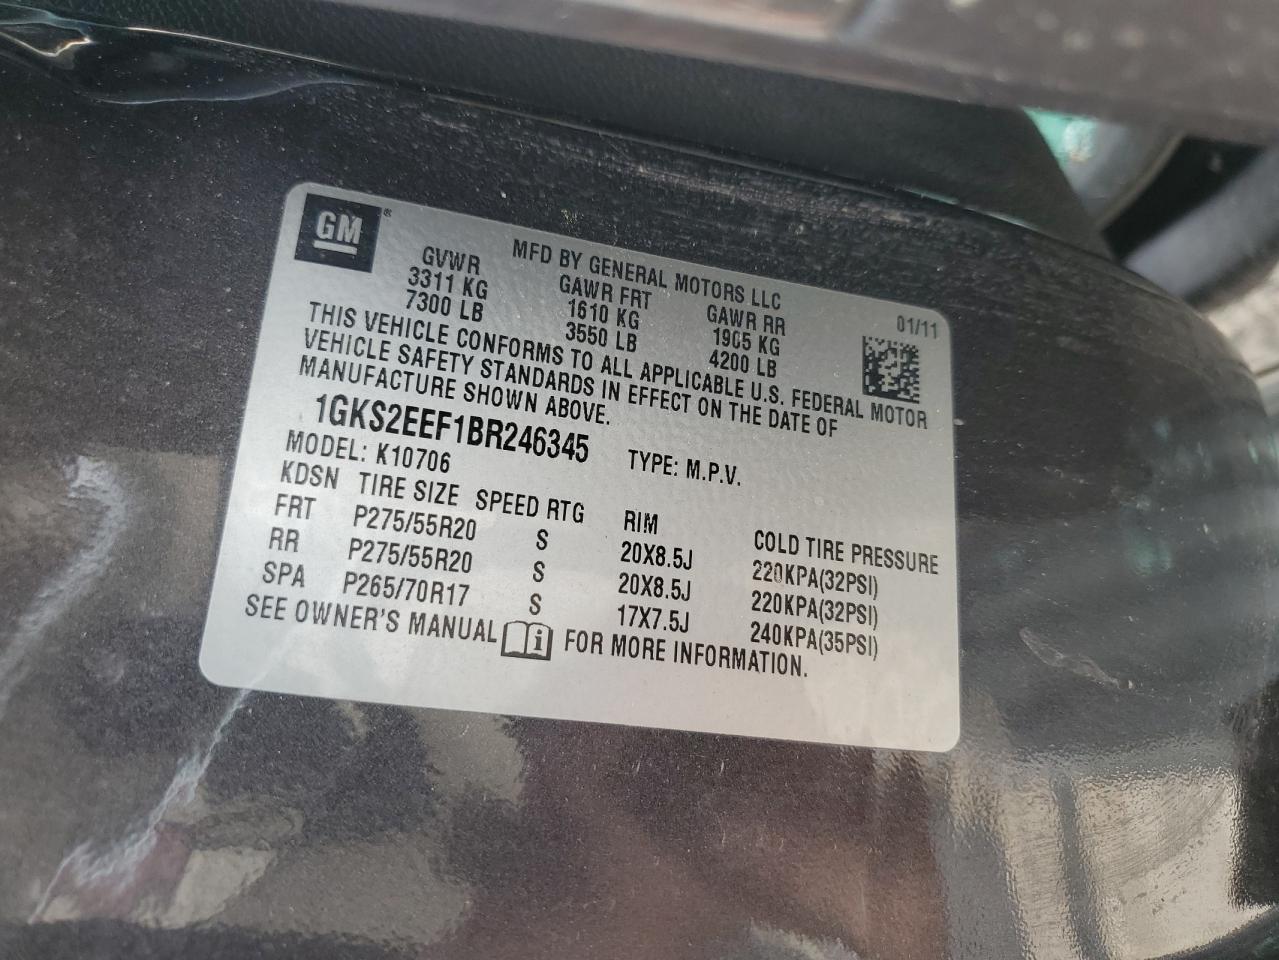 GM ®
MFD BY GENERAL MOTORS LLC 01/11
GVWR GAWR FRT GAWR RR
3311 KG 1610 KG 1905 KG
7300 LB 3550 LB 4200 LB
THIS VEHICLE CONFORMS TO ALL APPLICABLE U.S. FEDERAL MOTOR
VEHICLE SAFETY STANDARDS IN EFFECT ON THE DATE OF
MANUFACTURE SHOWN ABOVE.
1GKS2EEF1BR246345 TYPE: M.P.V.
MODEL: K10706
KDSN TIRE SIZE SPEED RTG RIM COLD TIRE PRESSURE
FRT P275/55R20 S 20X8.5J 220KPA(32PSI)
RR P275/55R20 S 20X8.5J 220KPA(32PSI)
SPA P265/70R17 S 17X7.5J 240KPA(35PSI)
SEE OWNER'S MANUAL i FOR MORE INFORMATION.